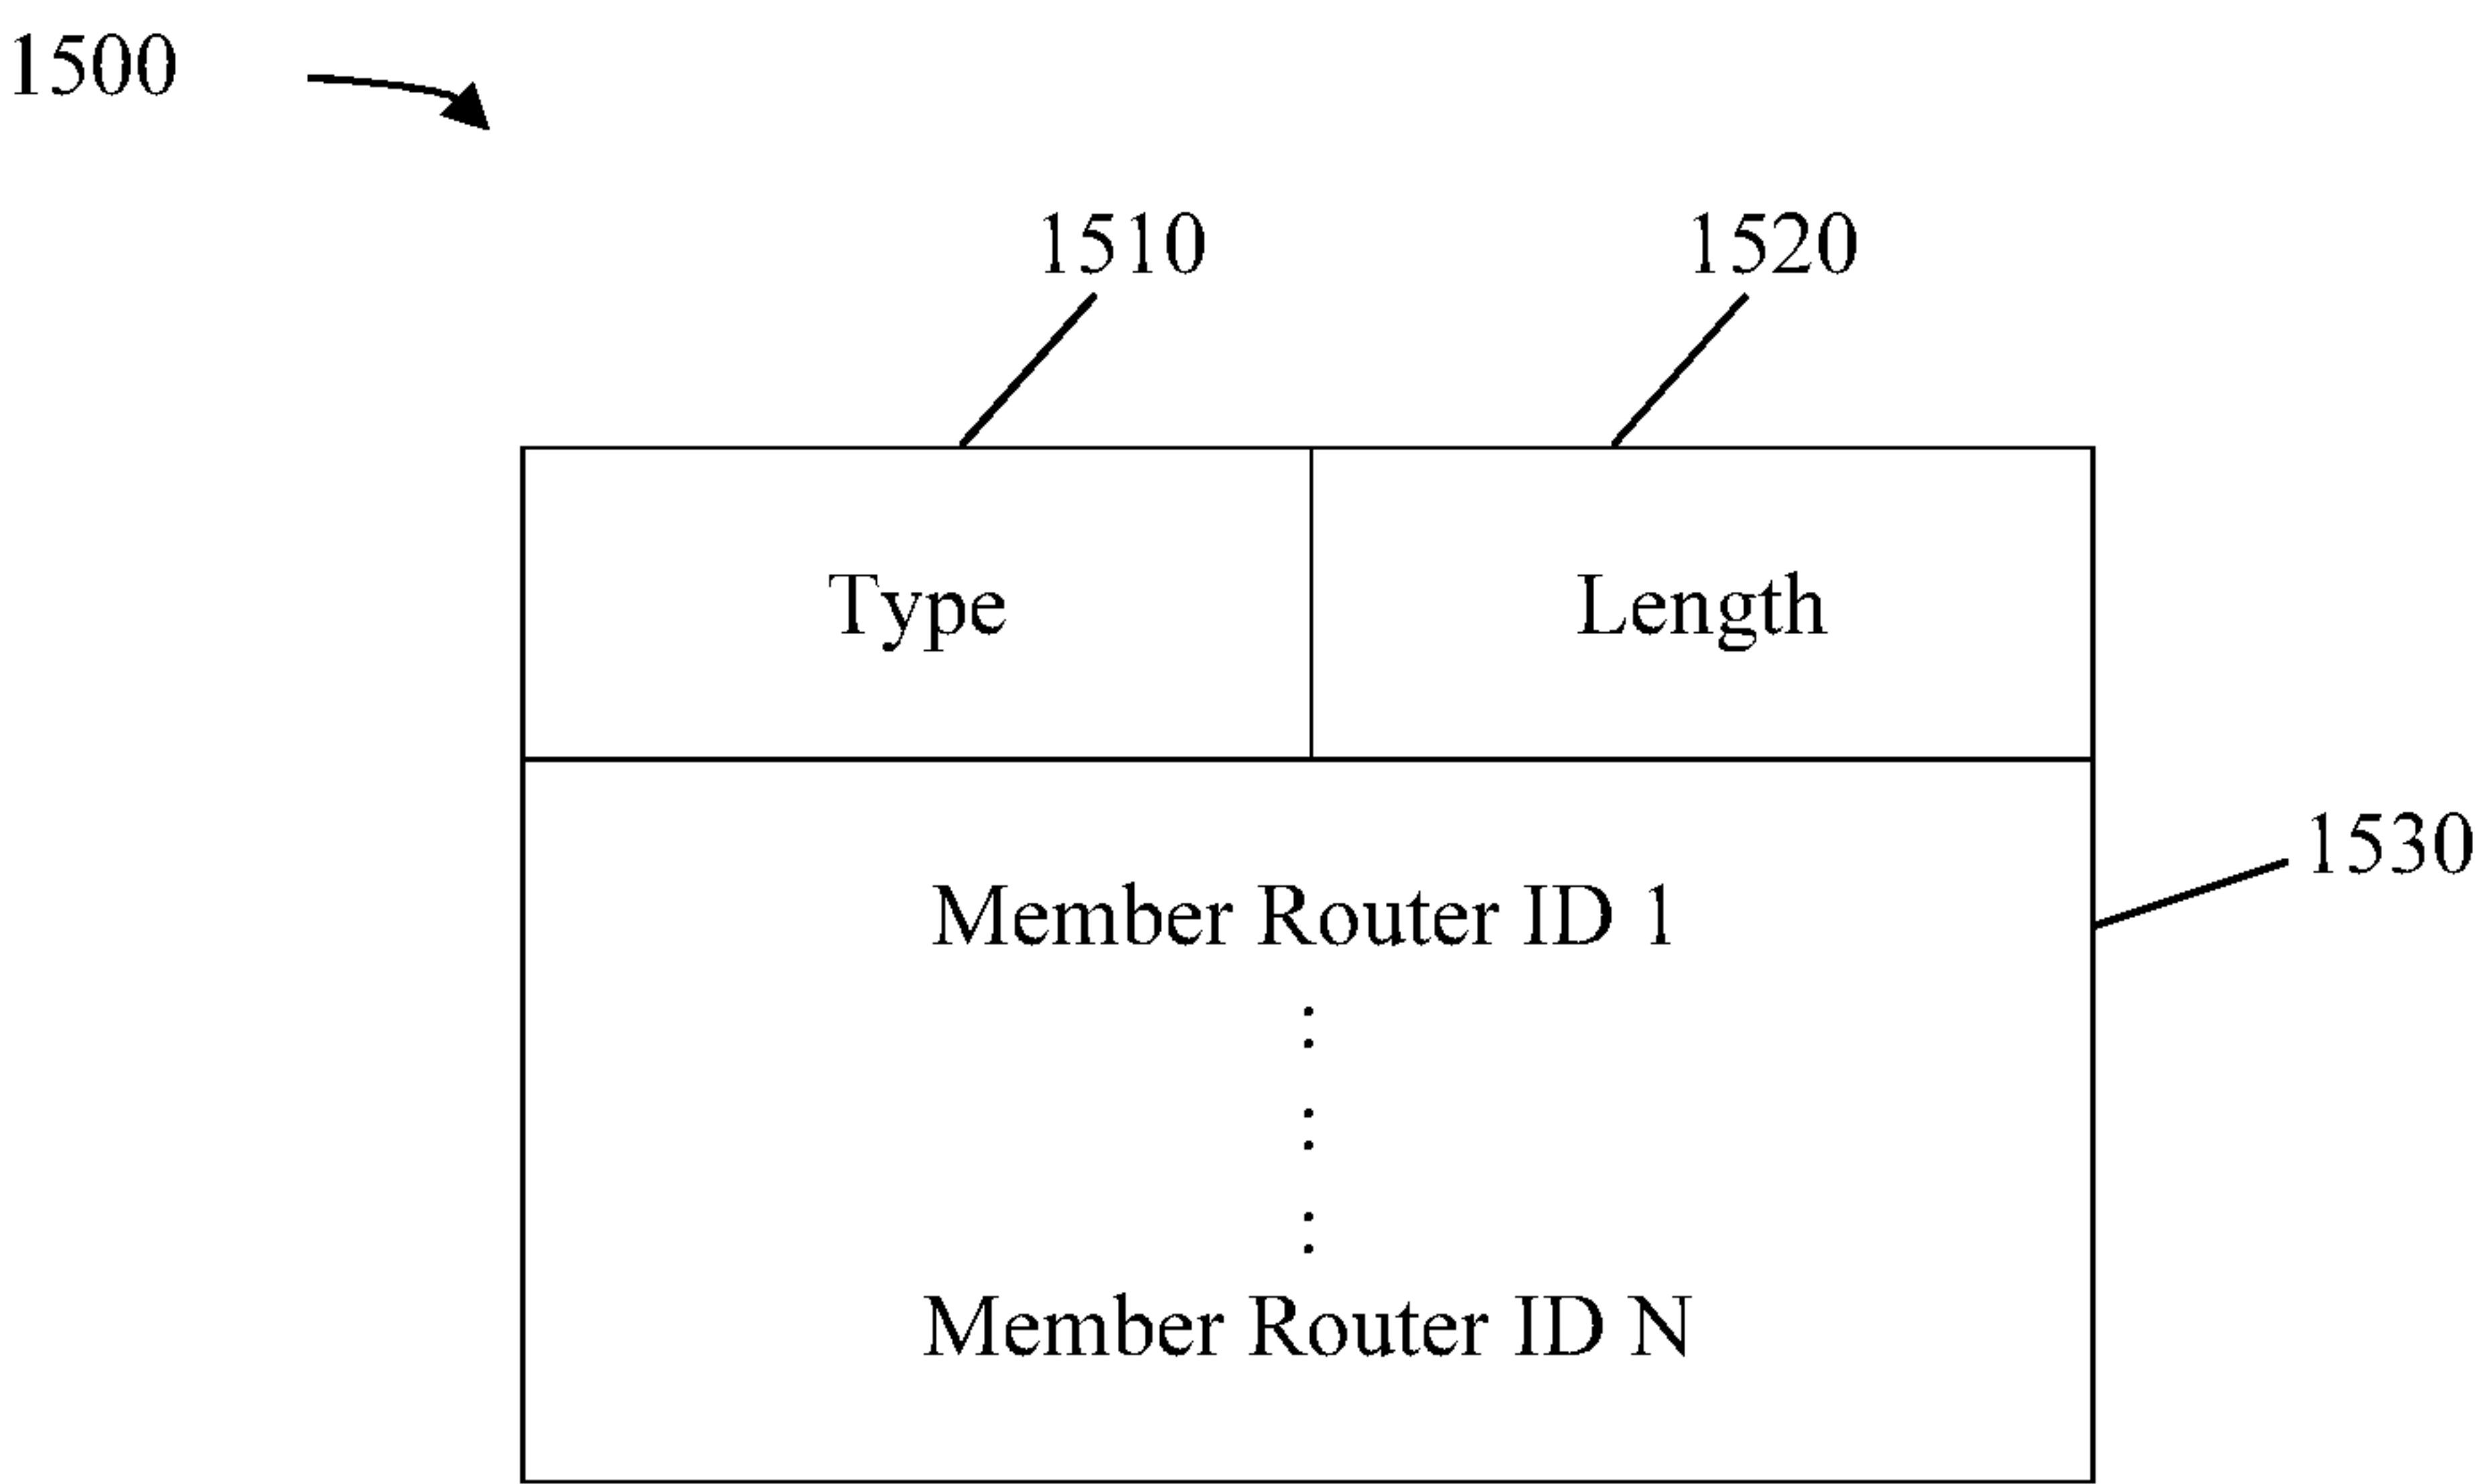 1500
1510
1520
Type
Length
1530
Member Router ID 1
Member Router ID N